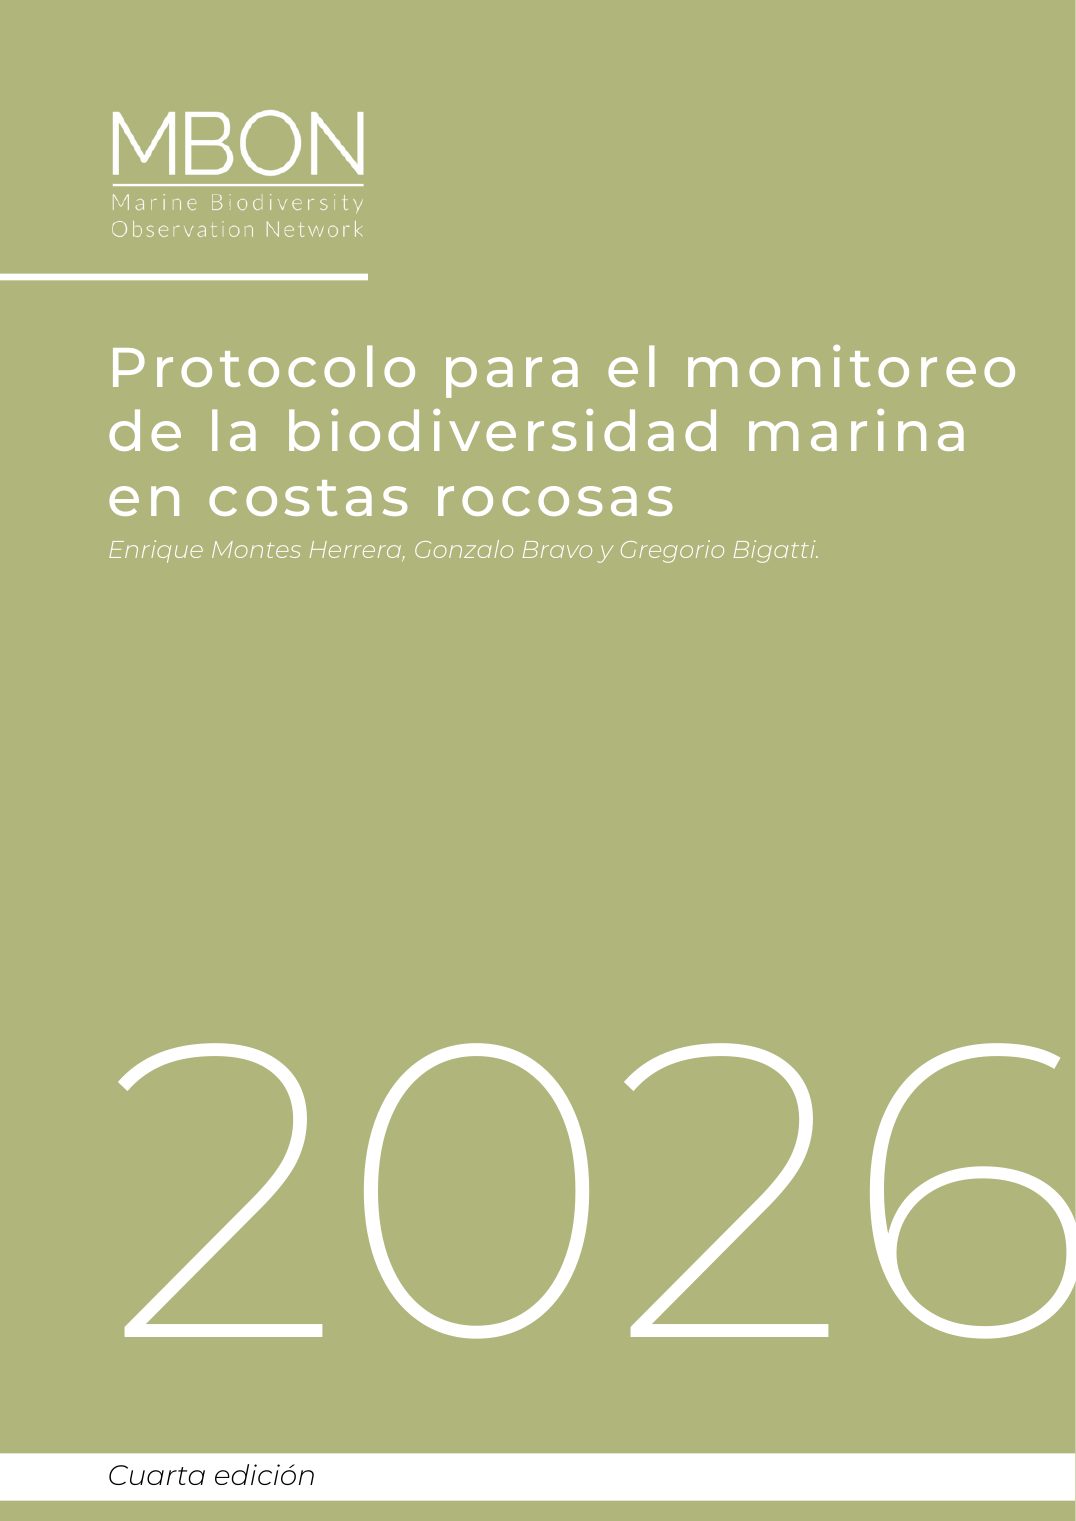 MBON
Marine Biodiversity
Observation Network
Protocolo para el monitoreo
de la biodiversidad marina
en costas rocosas
Enrique Montes Herrera, Gonzalo Bravo y Gregorio Bigatti.
2026
Cuarta edición